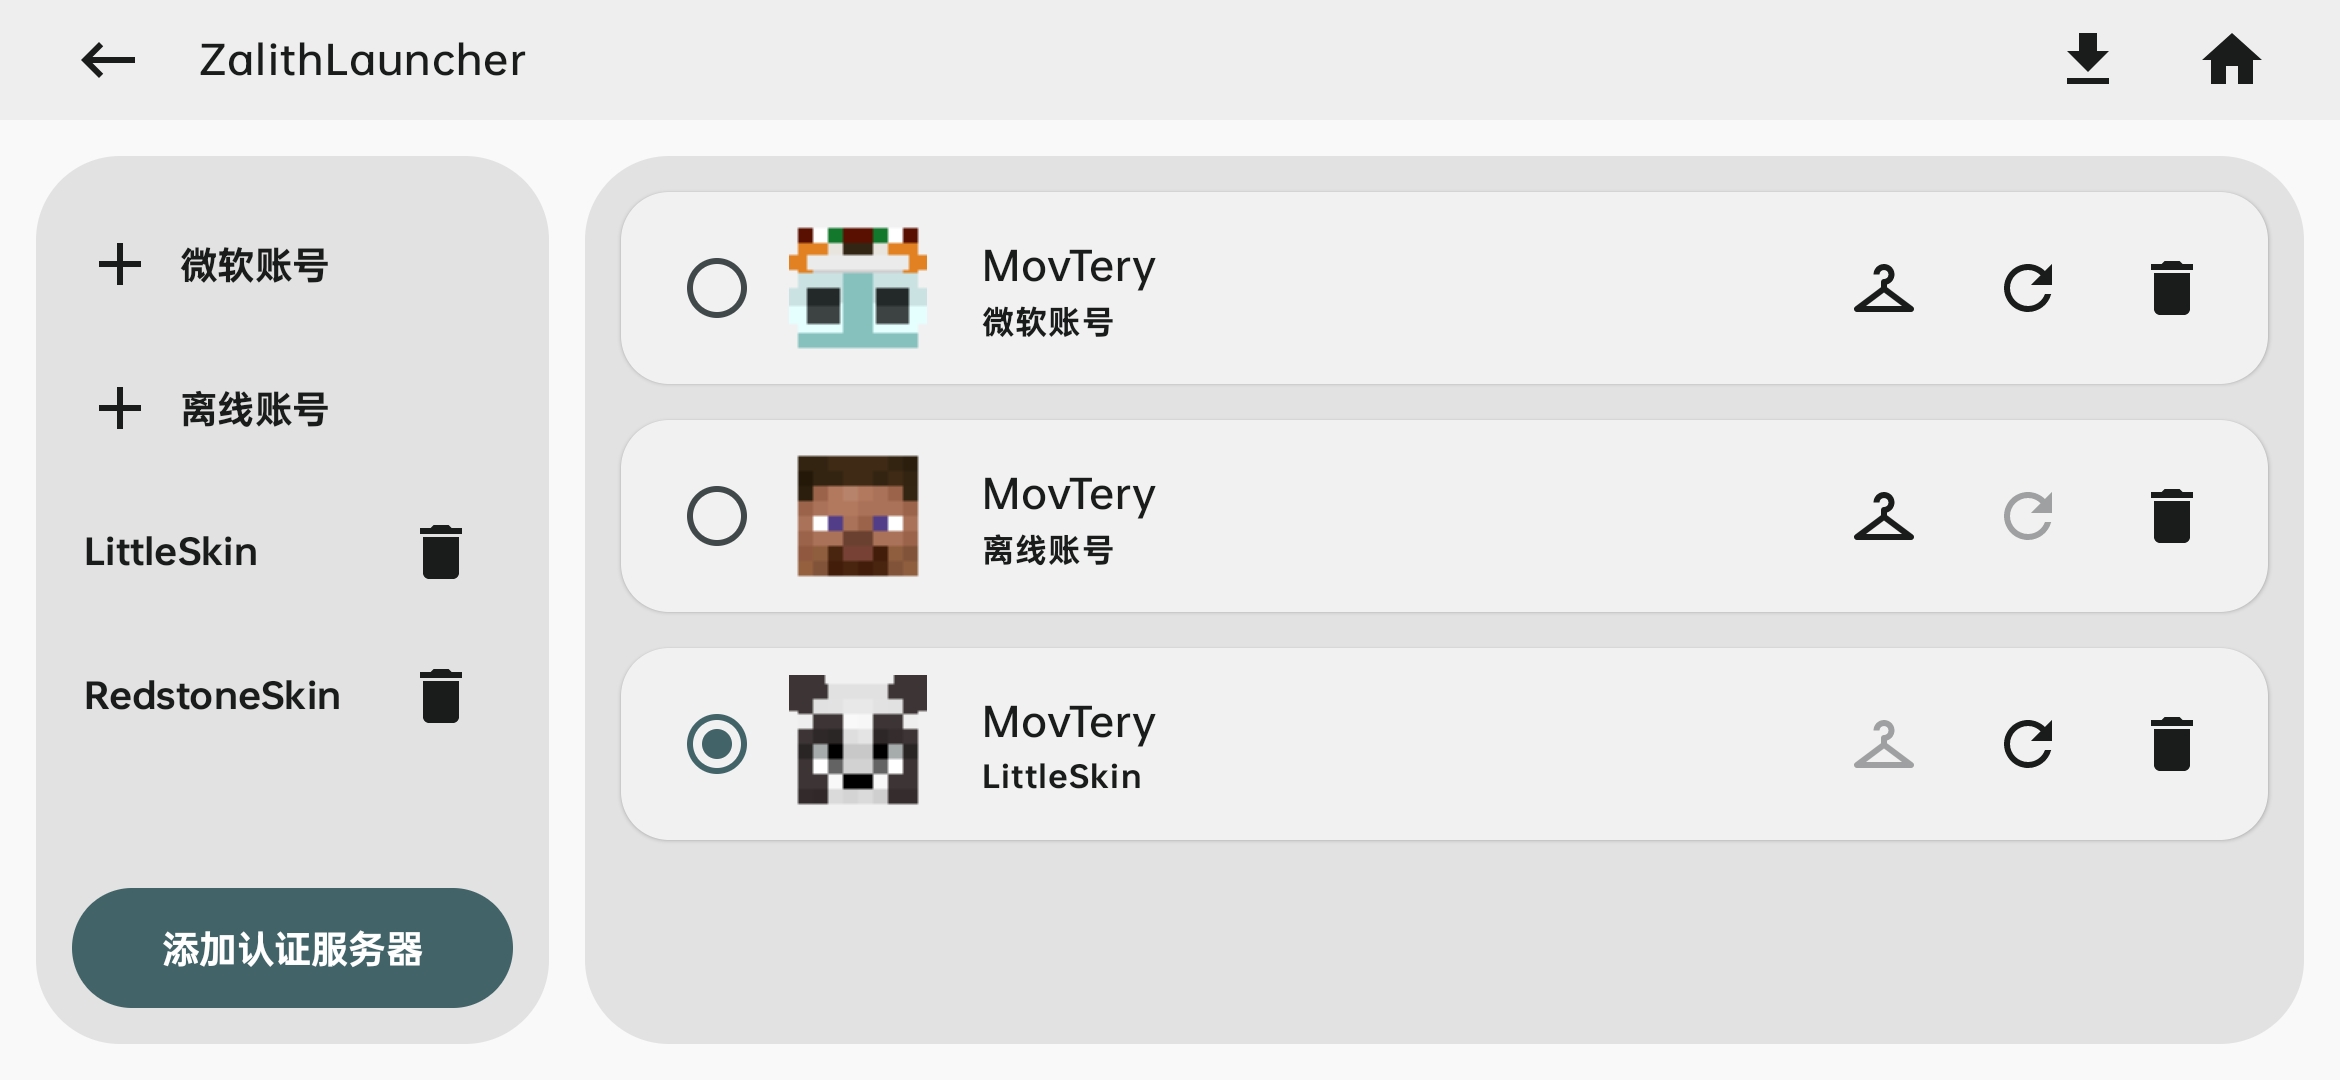 ZalithLauncher
微软账号
离线账号
LittleSkin
RedstoneSkin
添加认证服务器
MovTery
微软账号
MovTery
离线账号
MovTery
LittleSkin